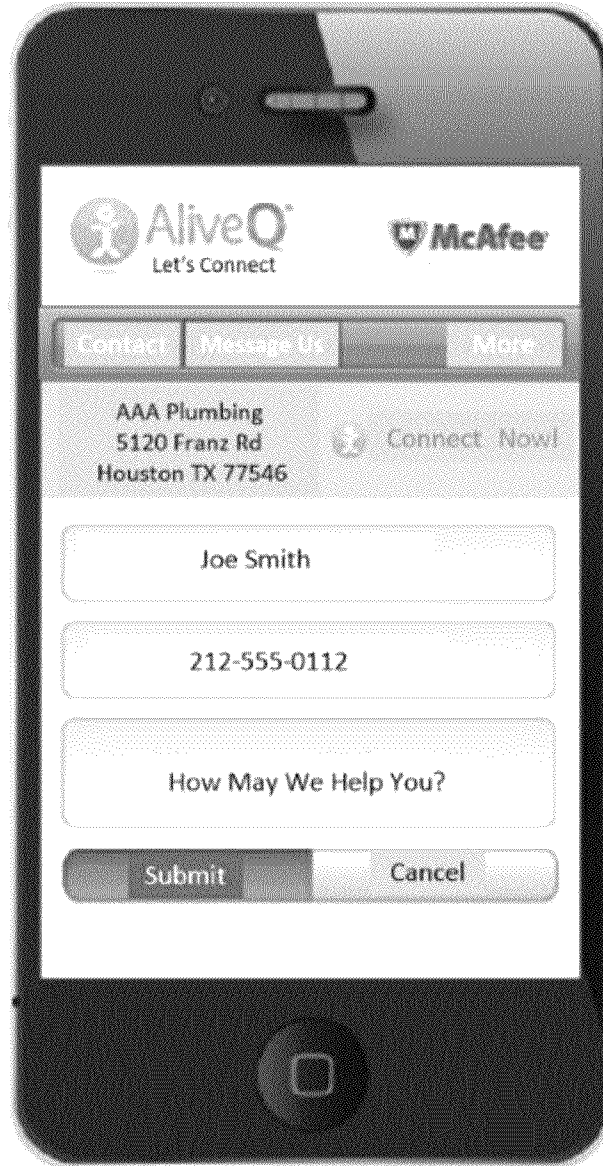 AliveQ
Let's Connect
McAfee
Contact Message Us More
AAA Plumbing
5120 Franz Rd
Houston TX 77546
Connect Now!
Joe Smith
212-555-0112
How May We Help You?
Submit Cancel